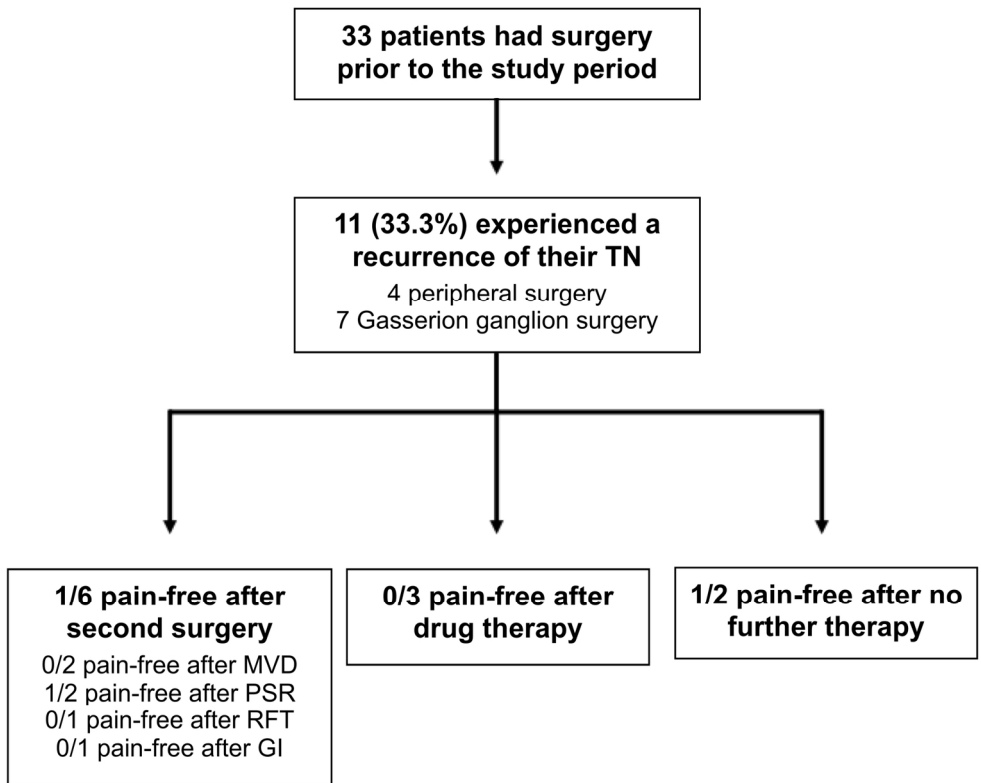 33 patients had surgery
prior to the study period
11 (33.3%) experienced a
recurrence of their TN
4 peripheral surgery
7 Gasserion ganglion surgery
1/6 pain-free after
second surgery
0/2 pain-free after MVD
1/2 pain-free after PSR
0/1 pain-free after RFT
0/1 pain-free after GI
0/3 pain-free after
drug therapy
1/2 pain-free after no
further therapy